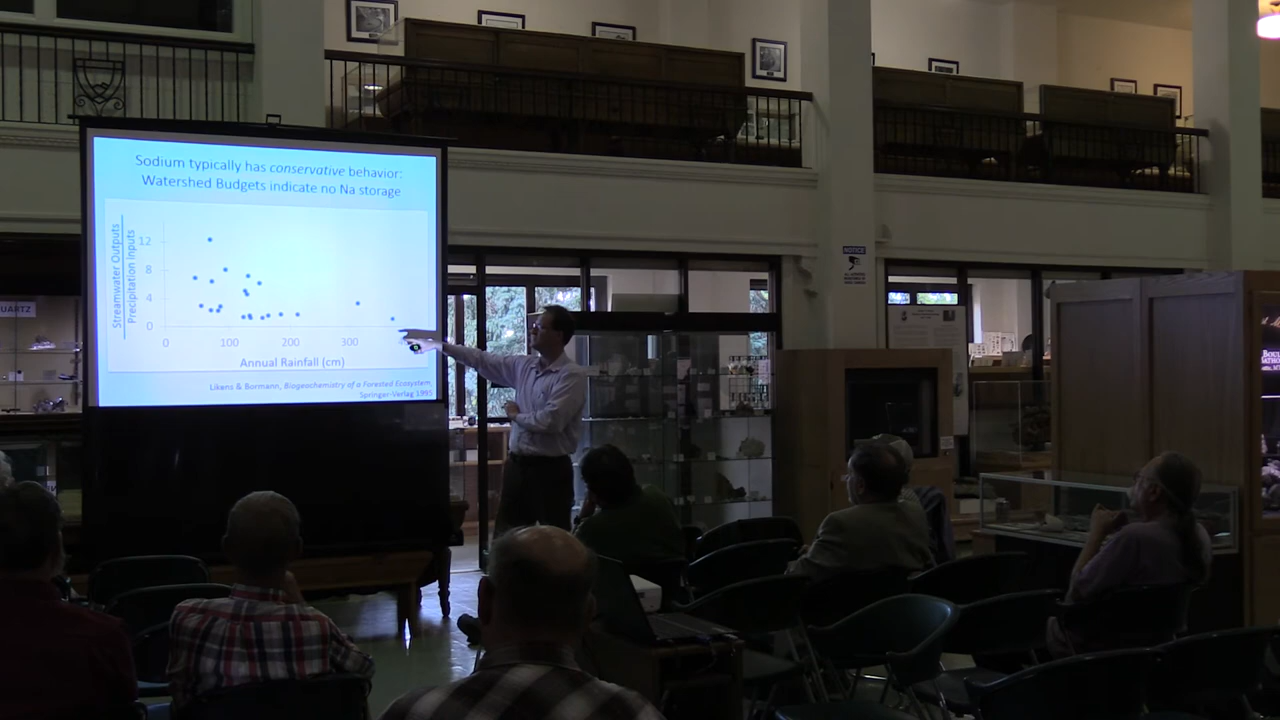 Sodium typically has conservative behavior:
Watershed Budgets indicate no Na storage
Streamwater Outputs
Precipitation Inputs
12
8
4
0
0
100
200
300
Annual Rainfall (cm)
Likens & Bormann, Biogeochemistry of a Forested Ecosystem,
Springer-Verlag 1995
NOTICE